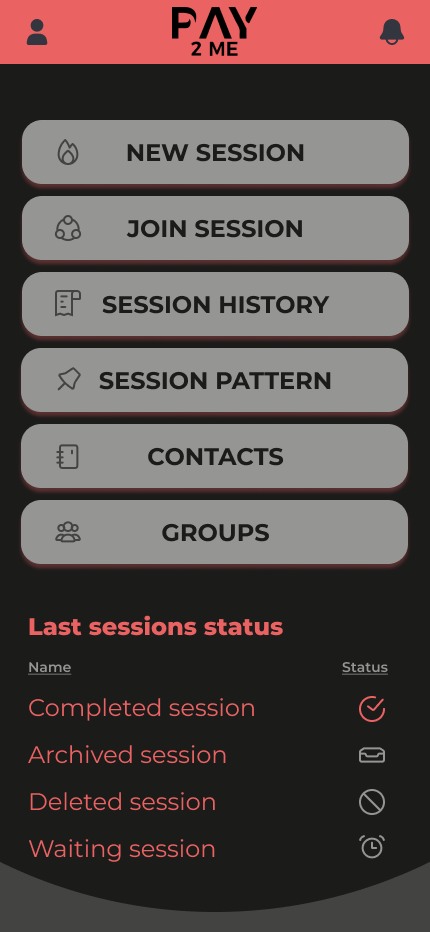 PAY
2 ME
NEW SESSION
JOIN SESSION
SESSION HISTORY
SESSION PATTERN
CONTACTS
GROUPS
Last sessions status
Name Status
Completed session
Archived session
Deleted session
Waiting session